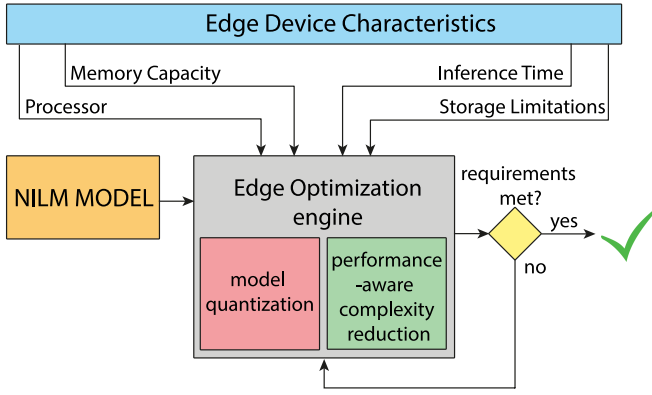 Edge Device Characteristics
Memory Capacity
Inference Time
Processor
Storage Limitations
NILM MODEL
Edge Optimization
engine
model
quantization
performance
-aware
complexity
reduction
requirements
met?
yes
no